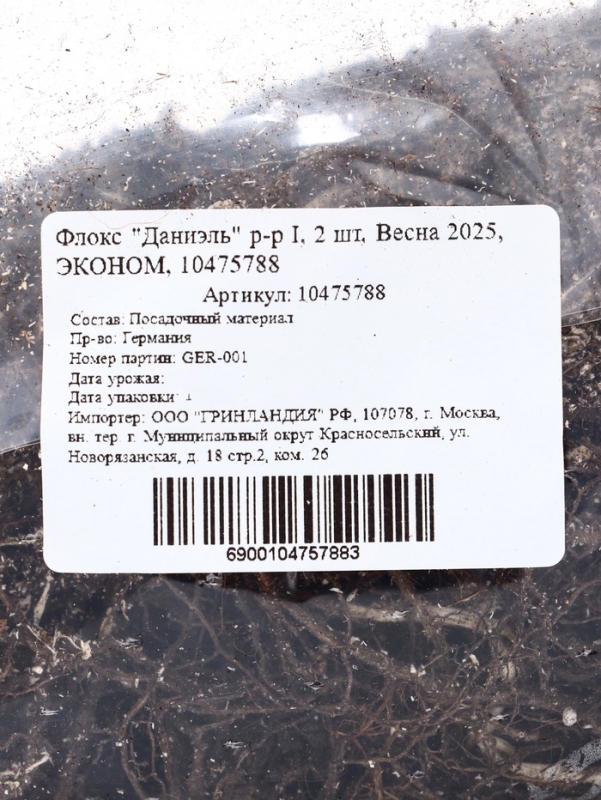 Флокс "Даниэль" р-р I, 2 шт, Весна 2025,
ЭКОНОМ, 10475788
Артикул: 10475788
Состав: Посадочный материал
Пр-во: Германия
Номер партии: GER-001
Дата урожая:
Дата упаковки:
Импортер: ООО "ГРИНЛАНДИЯ" РФ, 107078, г. Москва,
вн. тер. г. Муниципальный округ Красносельский, ул.
Новорязанская, д. 18 стр.2, ком. 26
6900104757883